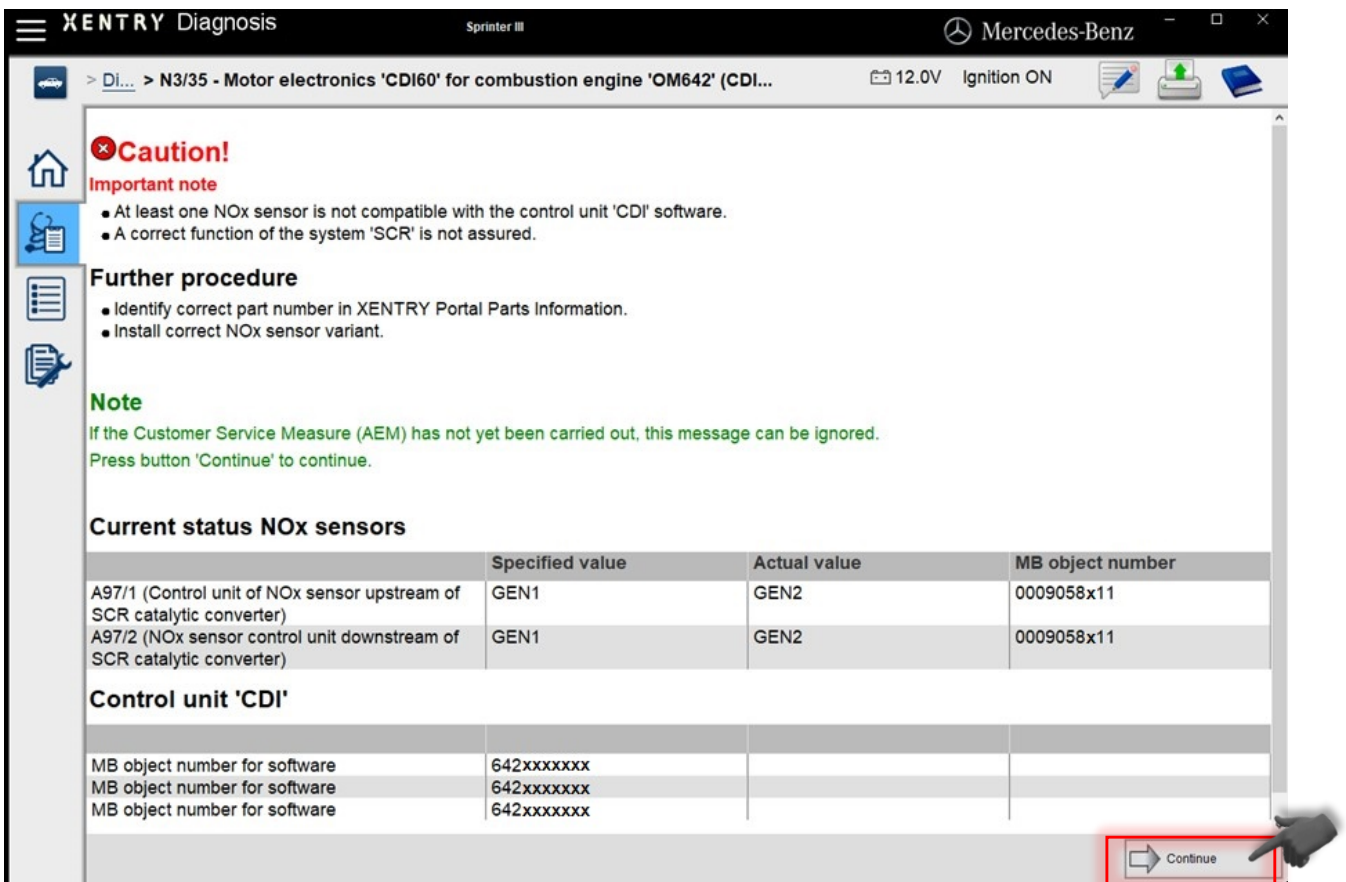 XENTRY Diagnosis
Sprinter III
Mercedes-Benz
> Di... > N3/35 - Motor electronics 'CDI60' for combustion engine 'OM642' (CDI...
12.0V
Ignition ON
Caution!
Important note
• At least one NOx sensor is not compatible with the control unit 'CDI' software.
• A correct function of the system 'SCR' is not assured.
Further procedure
• Identify correct part number in XENTRY Portal Parts Information.
• Install correct NOx sensor variant.
Note
If the Customer Service Measure (AEM) has not yet been carried out, this message can be ignored.
Press button 'Continue' to continue.
Current status NOx sensors
Specified value Actual value MB object number
A97/1 (Control unit of NOx sensor upstream of GEN1 GEN2 0009058x11
SCR catalytic converter)
A97/2 (NOx sensor control unit downstream of GEN1 GEN2 0009058x11
SCR catalytic converter)
Control unit 'CDI'
MB object number for software 642xxxxxxx
MB object number for software 642xxxxxxx
MB object number for software 642xxxxxxx
Continue